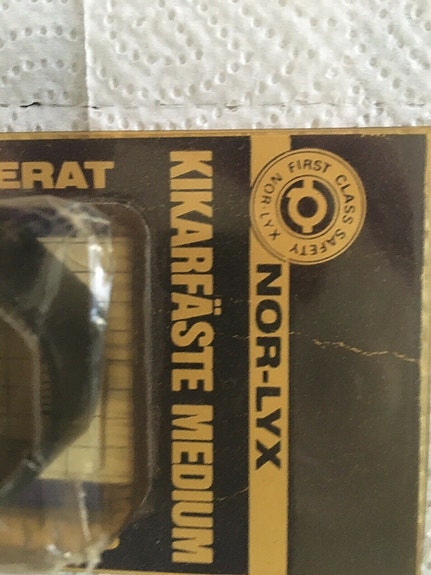 ERAT
KIKARFÄSTE MEDIUM
NOR-LYX
FIRST CLASS SAFETY
NOR-LYX